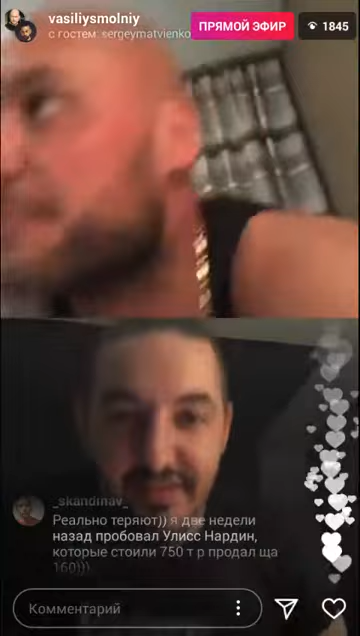 vasiliysmolniy
с гостем: sergeymatvienko
ПРЯМОЙ ЭФИР
1845
_skandinav_
Реально теряют)) я две недели
назад пробовал Улисс Нардин,
которые стоили 750 т р продал ща
160)))
Комментарий